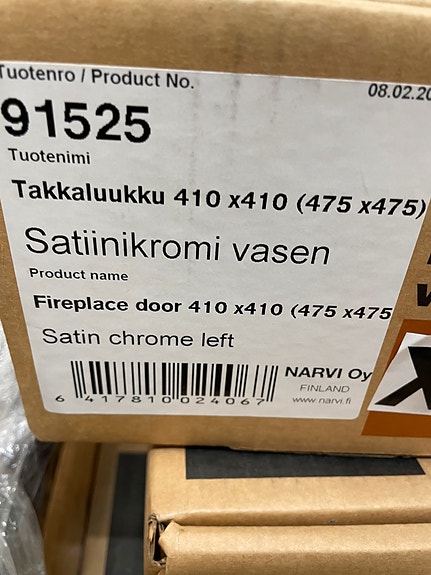 Tuotenro / Product No.
08.02.20
91525
Tuotenimi
Takkaluukku 410 x410 (475 x475)
Satiinikromi vasen
Product name
Fireplace door 410 x410 (475 x475
Satin chrome left
NARVI Oy
FINLAND
www.narvi.fi
6 417810 024067